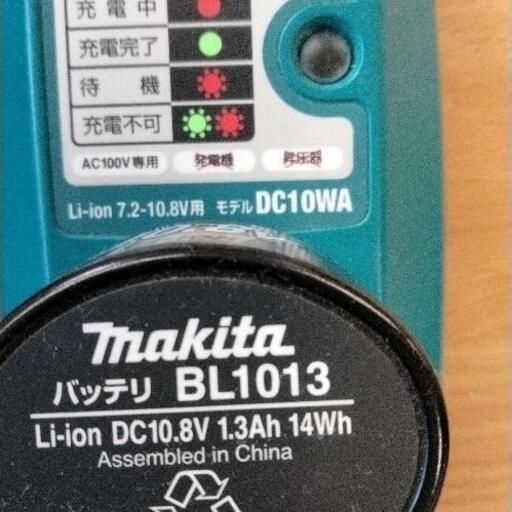 充電中
充電完了
待機
充電不可
AC100V専用 発電機 昇圧器
Li-ion 7.2-10.8V用 モデル DC10WA
makita
バッテリ BL1013
Li-ion DC10.8V 1.3Ah 14Wh
Assembled in China